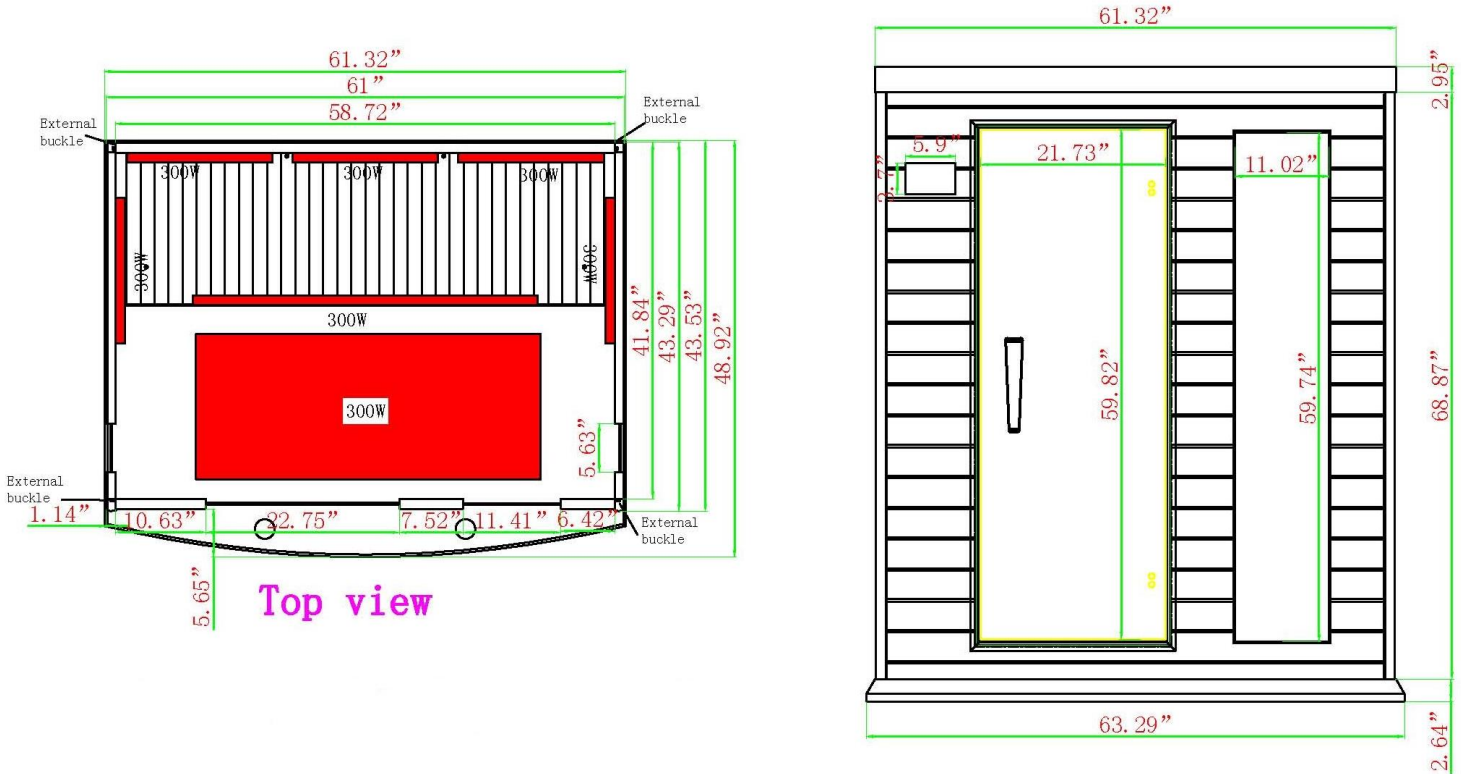 61.32”
61”
58.72”
External
buckle
External
buckle
300W
300W
300W
300W
300W
300W
300W
41.84”
43.29”
43.53”
48.92”
5.63”
External
buckle
1.14”
10.63”
22.75”
7.52”
11.41”
6.42”
External
buckle
5.65”
Top view
61.32”
2.95”
5.9”
3.7”
21.73”
11.02”
59.82”
59.74”
68.87”
63.29”
2.64”